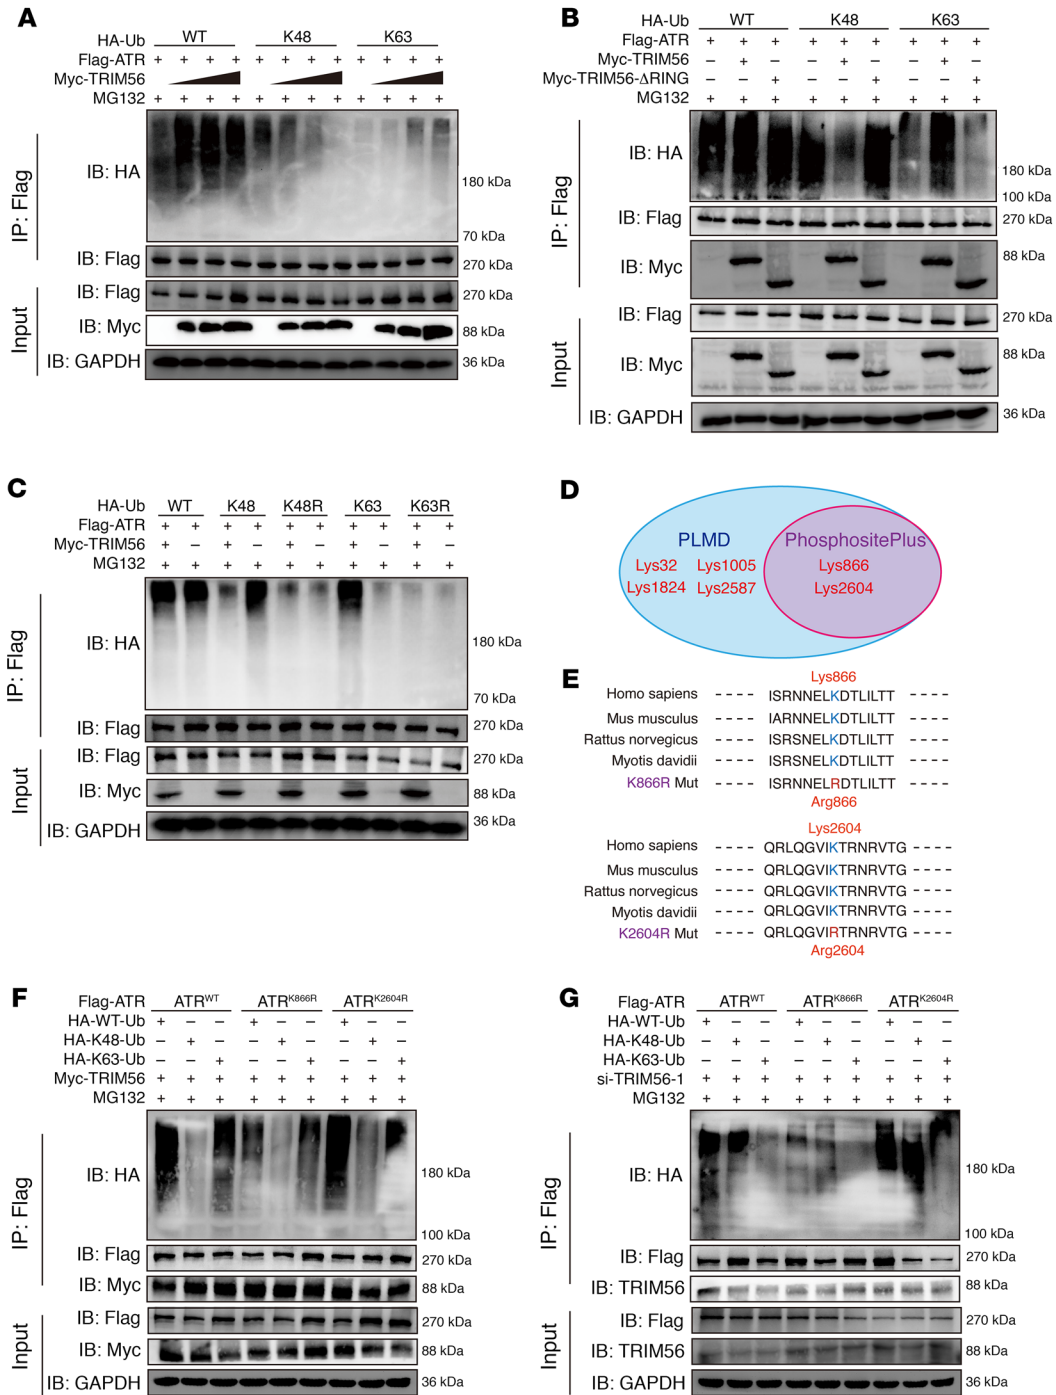 A
HA-Ub WT K48 K63
Flag-ATR + + + + + + + + + + + +
Myc-TRIM56
MG132 + + + + + + + + + + + +
IP: Flag
IB: HA
180 kDa
70 kDa
IB: Flag 270 kDa
Input
IB: Flag 270 kDa
IB: Myc 88 kDa
IB: GAPDH 36 kDa
B
HA-Ub WT K48 K63
Flag-ATR + + + + + + + + +
Myc-TRIM56 – + – – + – – + –
Myc-TRIM56-ΔRING – – + – – + – – +
MG132 + + + + + + + + +
IP: Flag
IB: HA
180 kDa
100 kDa
IB: Flag 270 kDa
IB: Myc 88 kDa
Input
IB: Flag 270 kDa
IB: Myc 88 kDa
IB: GAPDH 36 kDa
C
HA-Ub WT K48 K48R K63 K63R
Flag-ATR + + + + + + + + + +
Myc-TRIM56 + – + – + – + – + –
MG132 + + + + + + + + + +
IP: Flag
IB: HA
180 kDa
70 kDa
IB: Flag 270 kDa
Input
IB: Flag 270 kDa
IB: Myc 88 kDa
IB: GAPDH 36 kDa
D
PLMD PhosphositePlus
Lys32 Lys1005 Lys866
Lys1824 Lys2587 Lys2604
E
Lys866
Homo sapiens – – – – ISRNNELKDTLILTT – – – –
Mus musculus – – – – IARNNELKDTLILTT – – – –
Rattus norvegicus – – – – ISRSNELKDTLILTT – – – –
Myotis davidii – – – – ISRSNELKDTLILTT – – – –
K866R Mut – – – – ISRNNELRDTLILTT – – – –
Arg866
Lys2604
Homo sapiens – – – – QRLQGVIKTRNRVTG – – – –
Mus musculus – – – – QRLQGVIKTRNRVTG – – – –
Rattus norvegicus – – – – QRLQGVIKTRNRVTG – – – –
Myotis davidii – – – – QRLQGVIKTRNRVTG – – – –
K2604R Mut – – – – QRLQGVIRTRNRVTG – – – –
Arg2604
F
Flag-ATR ATRWT ATRK866R ATRK2604R
HA-WT-Ub + – – + – – + – –
HA-K48-Ub – + – – + – – + –
HA-K63-Ub – – + – – + – – +
Myc-TRIM56 + + + + + + + + +
MG132 + + + + + + + + +
IP: Flag
IB: HA
180 kDa
100 kDa
IB: Flag 270 kDa
IB: Myc 88 kDa
Input
IB: Flag 270 kDa
IB: Myc 88 kDa
IB: GAPDH 36 kDa
G
Flag-ATR ATRWT ATRK866R ATRK2604R
HA-WT-Ub + – – + – – + – –
HA-K48-Ub – + – – + – – + –
HA-K63-Ub – – + – – + – – +
si-TRIM56-1 + + + + + + + + +
MG132 + + + + + + + + +
IP: Flag
IB: HA
180 kDa
100 kDa
IB: Flag 270 kDa
IB: TRIM56 88 kDa
Input
IB: Flag 270 kDa
IB: TRIM56 88 kDa
IB: GAPDH 36 kDa